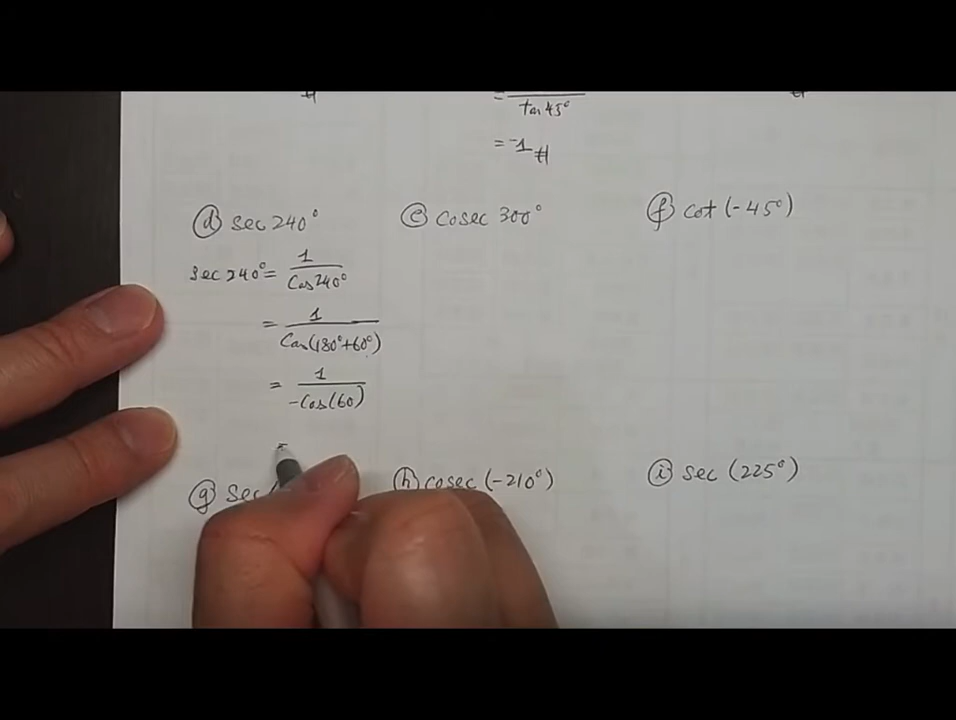 =
tan 45°
= -1 #
ⓓ sec 240°
ⓔ cosec 300°
ⓕ cot (-45°)
sec 240° = 1/Cos 240°
= 1/Cos(180°+60°)
= 1/-Cos(60)
=
ⓖ sec(
ⓗ cosec (-210°)
ⓘ sec (225°)